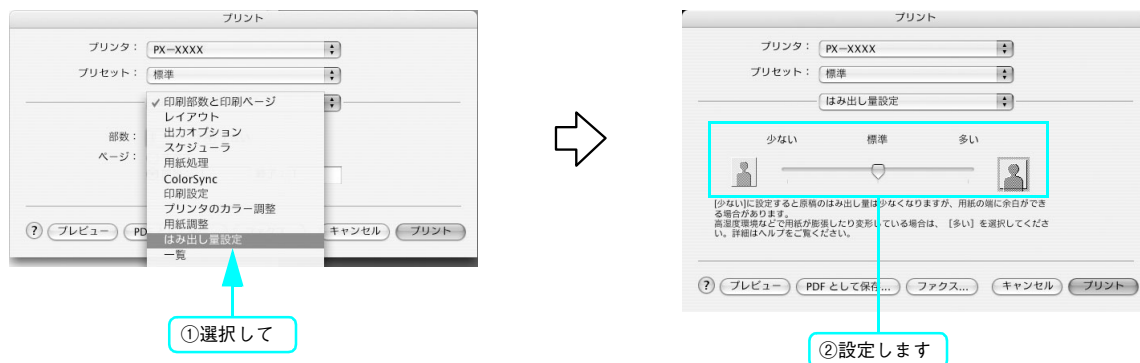 プリント
プリンタ： PX-XXXX
プリセット： 標準
✓ 印刷部数と印刷ページ
レイアウト
出力オプション
スケジューラ
用紙処理
ColorSync
印刷設定
プリンタのカラー調整
用紙調整
はみ出し量設定
一覧
部数：
ページ：
? プレビュー PD キャンセル プリント
①選択して
プリント
プリンタ： PX-XXXX
プリセット： 標準
はみ出し量設定
少ない 標準 多い
[少ない]に設定すると原稿のはみ出し量は少なくなりますが、用紙の端に余白ができ
る場合があります。
高湿度環境などで用紙が膨張したり変形している場合は、［多い］を選択してくださ
い。詳細はヘルプをご覧ください。
? プレビュー PDF として保存... ファクス... キャンセル プリント
②設定します